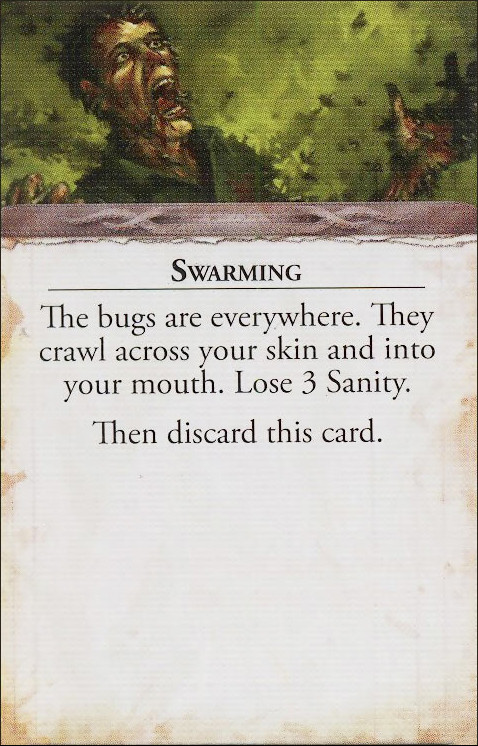 Swarming
The bugs are everywhere. They
crawl across your skin and into
your mouth. Lose 3 Sanity.
Then discard this card.